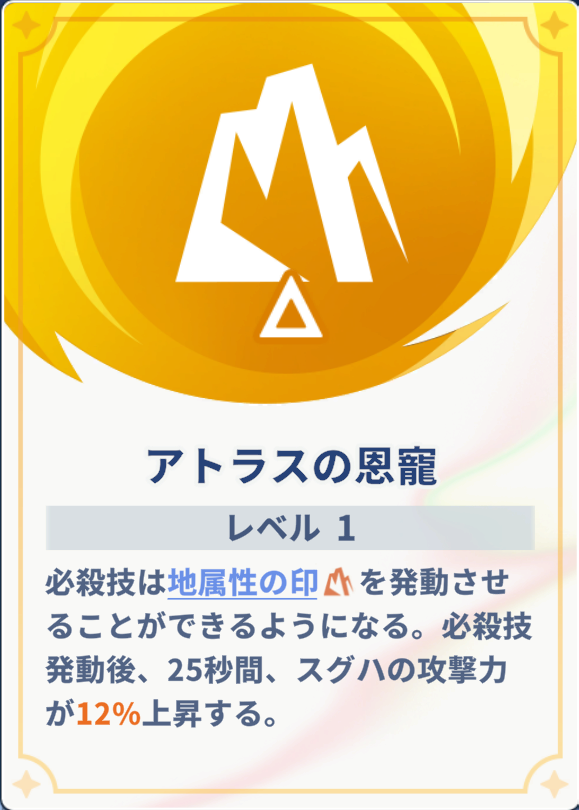 アトラスの恩寵
レベル 1
必殺技は地属性の印を発動させ
ることができるようになる。必殺技
発動後、25秒間、スグハの攻撃力
が12%上昇する。